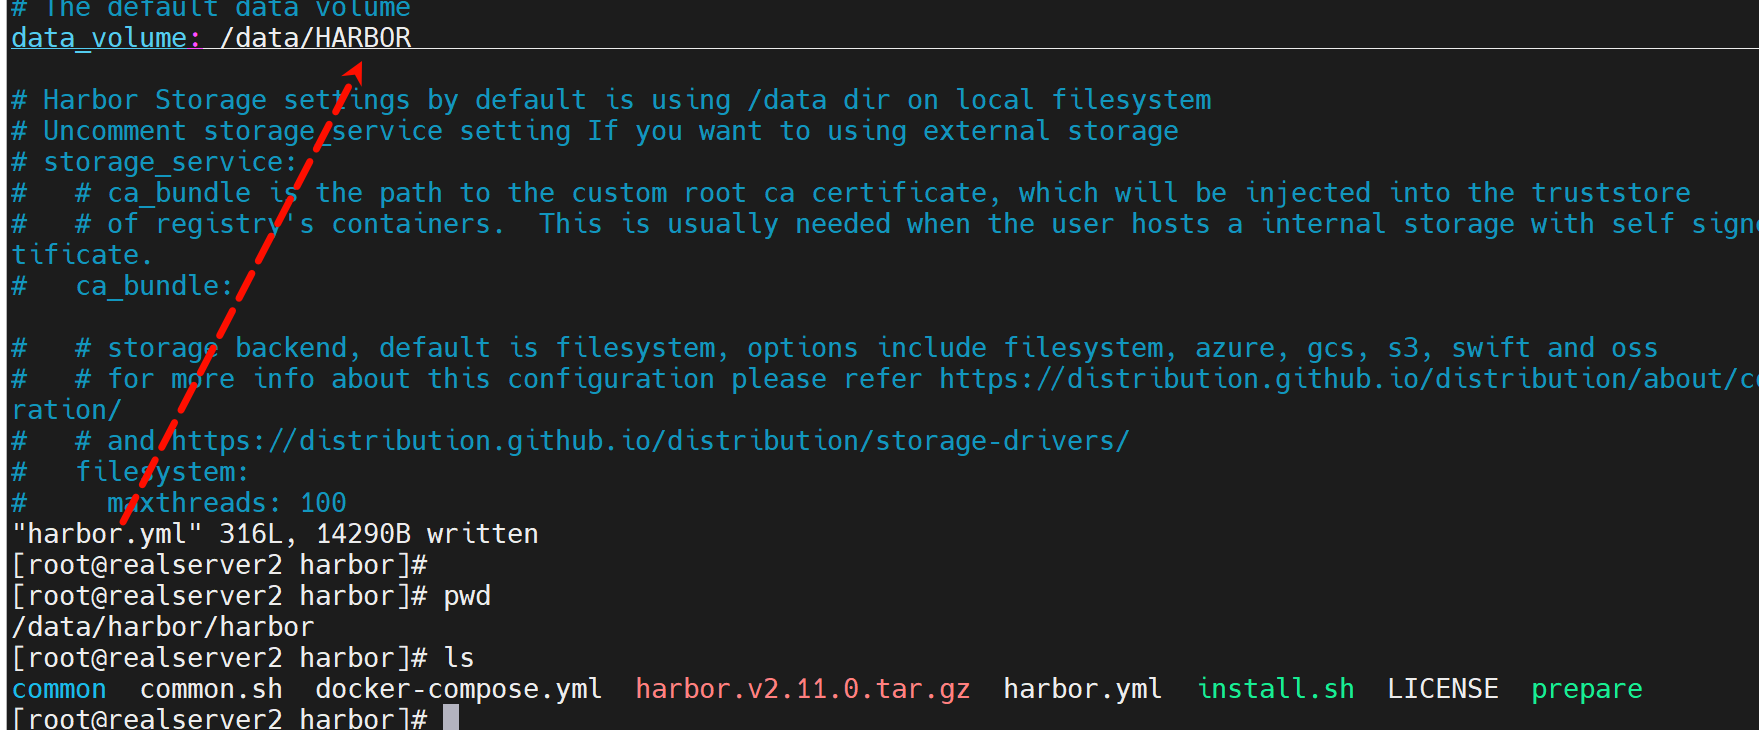 # The default data volume
data_volume: /data/HARBOR
# Harbor Storage settings by default is using /data dir on local filesystem
# Uncomment storage_service setting If you want to using external storage
# storage_service:
#   # ca_bundle is the path to the custom root ca certificate, which will be injected into the truststore
#   # of registry's containers.  This is usually needed when the user hosts a internal storage with self signe
tificate.
#   ca_bundle:
#   # storage backend, default is filesystem, options include filesystem, azure, gcs, s3, swift and oss
#   # for more info about this configuration please refer https://distribution.github.io/distribution/about/co
ration/
#   # and https://distribution.github.io/distribution/storage-drivers/
#   filesystem:
#     maxthreads: 100
"harbor.yml" 316L, 14290B written
[root@realserver2 harbor]#
[root@realserver2 harbor]# pwd
/data/harbor/harbor
[root@realserver2 harbor]# ls
common  common.sh  docker-compose.yml  harbor.v2.11.0.tar.gz  harbor.yml  install.sh  LICENSE  prepare
[root@realserver2 harbor]#